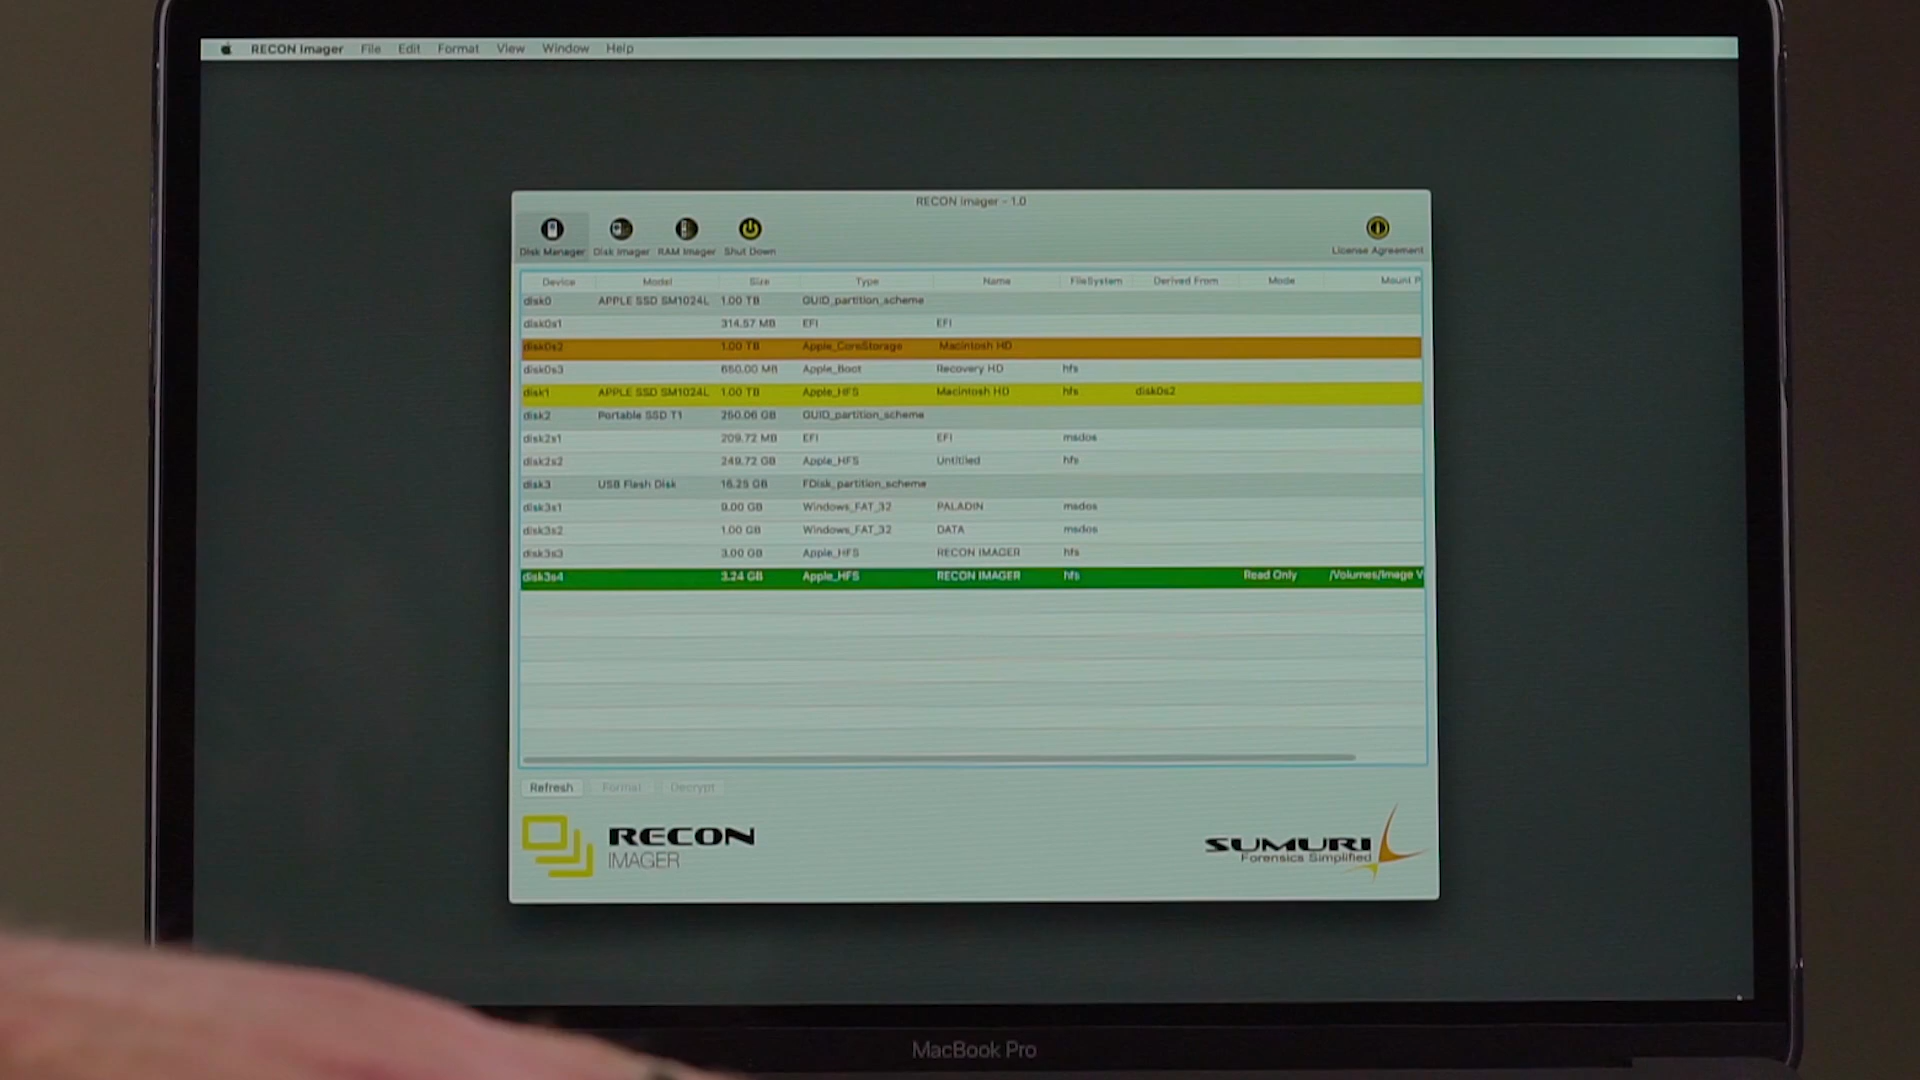 RECON Imager File Edit Format View Window Help
RECON Imager - 1.0
Disk Manager Disk Imager RAM Imager Shut Down License Agreement
Device Model Size Type Name FileSystem Derived From Mode Mount P
disk0 APPLE SSD SM1024L 1.00 TB GUID_partition_scheme
disk0s1 314.57 MB EFI EFI
disk0s2 1.00 TB Apple_CoreStorage Macintosh HD
disk0s3 650.00 MB Apple_Boot Recovery HD hfs
disk1 APPLE SSD SM1024L 1.00 TB Apple_HFS Macintosh HD hfs disk0s2
disk2 Portable SSD T1 250.06 GB GUID_partition_scheme
disk2s1 209.72 MB EFI EFI msdos
disk2s2 249.72 GB Apple_HFS Untitled hfs
disk3 USB Flash Disk 16.25 GB FDisk_partition_scheme
disk3s1 9.00 GB Windows_FAT_32 PALADIN msdos
disk3s2 1.00 GB Windows_FAT_32 DATA msdos
disk3s3 3.00 GB Apple_HFS RECON IMAGER hfs
disk3s4 3.24 GB Apple_HFS RECON IMAGER hfs Read Only /Volumes/Image V
Refresh Format Decrypt
RECON
IMAGER
SUMURI
Forensics Simplified
MacBook Pro